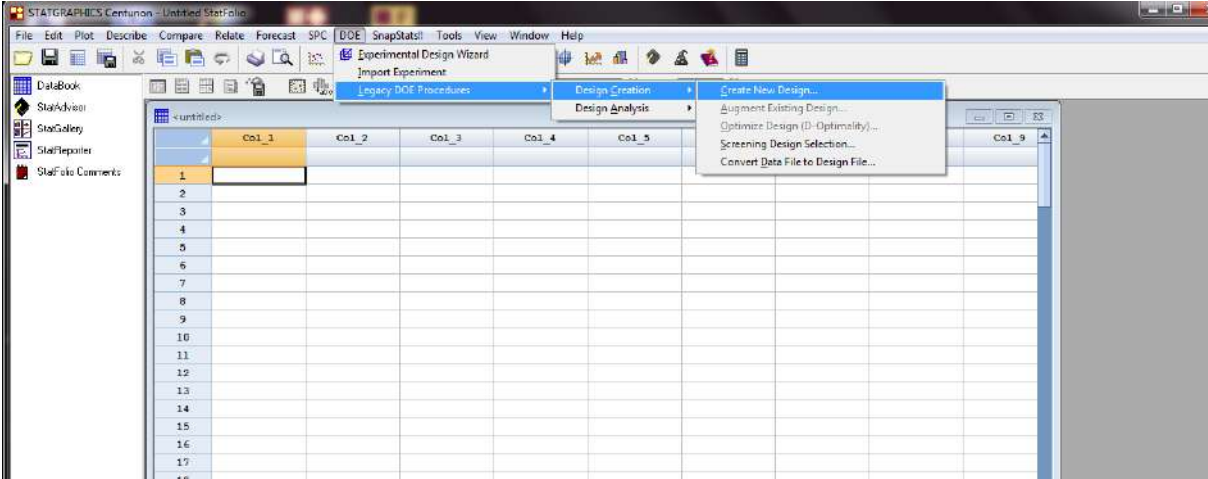 STATGRAPHICS Centurion - Untitled StatFolio
File Edit Plot Describe Compare Relate Forecast SPC DOE SnapStats!! Tools View Window Help
Experimental Design Wizard
Import Experiment
Legacy DOE Procedures
Design Creation
Design Analysis
Create New Design...
Augment Existing Design...
Optimize Design (D-Optimality)...
Screening Design Selection...
Convert Data File to Design File...
DataBook
StatAdvisor
StatGallery
StatReporter
StatFolio Comments
<untitled>
Col_1 Col_2 Col_3 Col_4 Col_5 Col_9
1
2
3
4
5
6
7
8
9
10
11
12
13
14
15
16
17